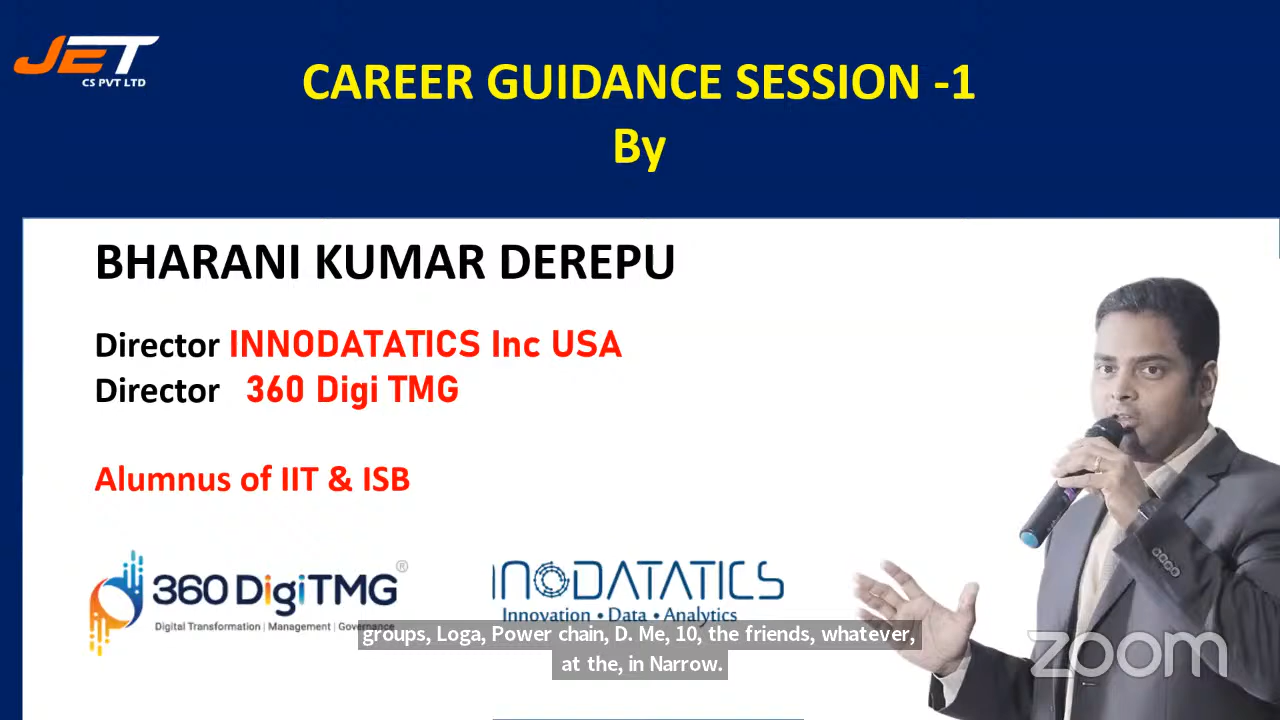 JET
CS PVT LTD
CAREER GUIDANCE SESSION -1
By
BHARANI KUMAR DEREPU
Director INNODATATICS Inc USA
Director 360 Digi TMG
Alumnus of IIT & ISB
360 DigiTMG®
Digital Transformation | Management | Governance
INODATATICS
Innovation • Data • Analytics
groups, Loga, Power chain, D. Me, 10, the friends, whatever,
at the, in Narrow.
zoom